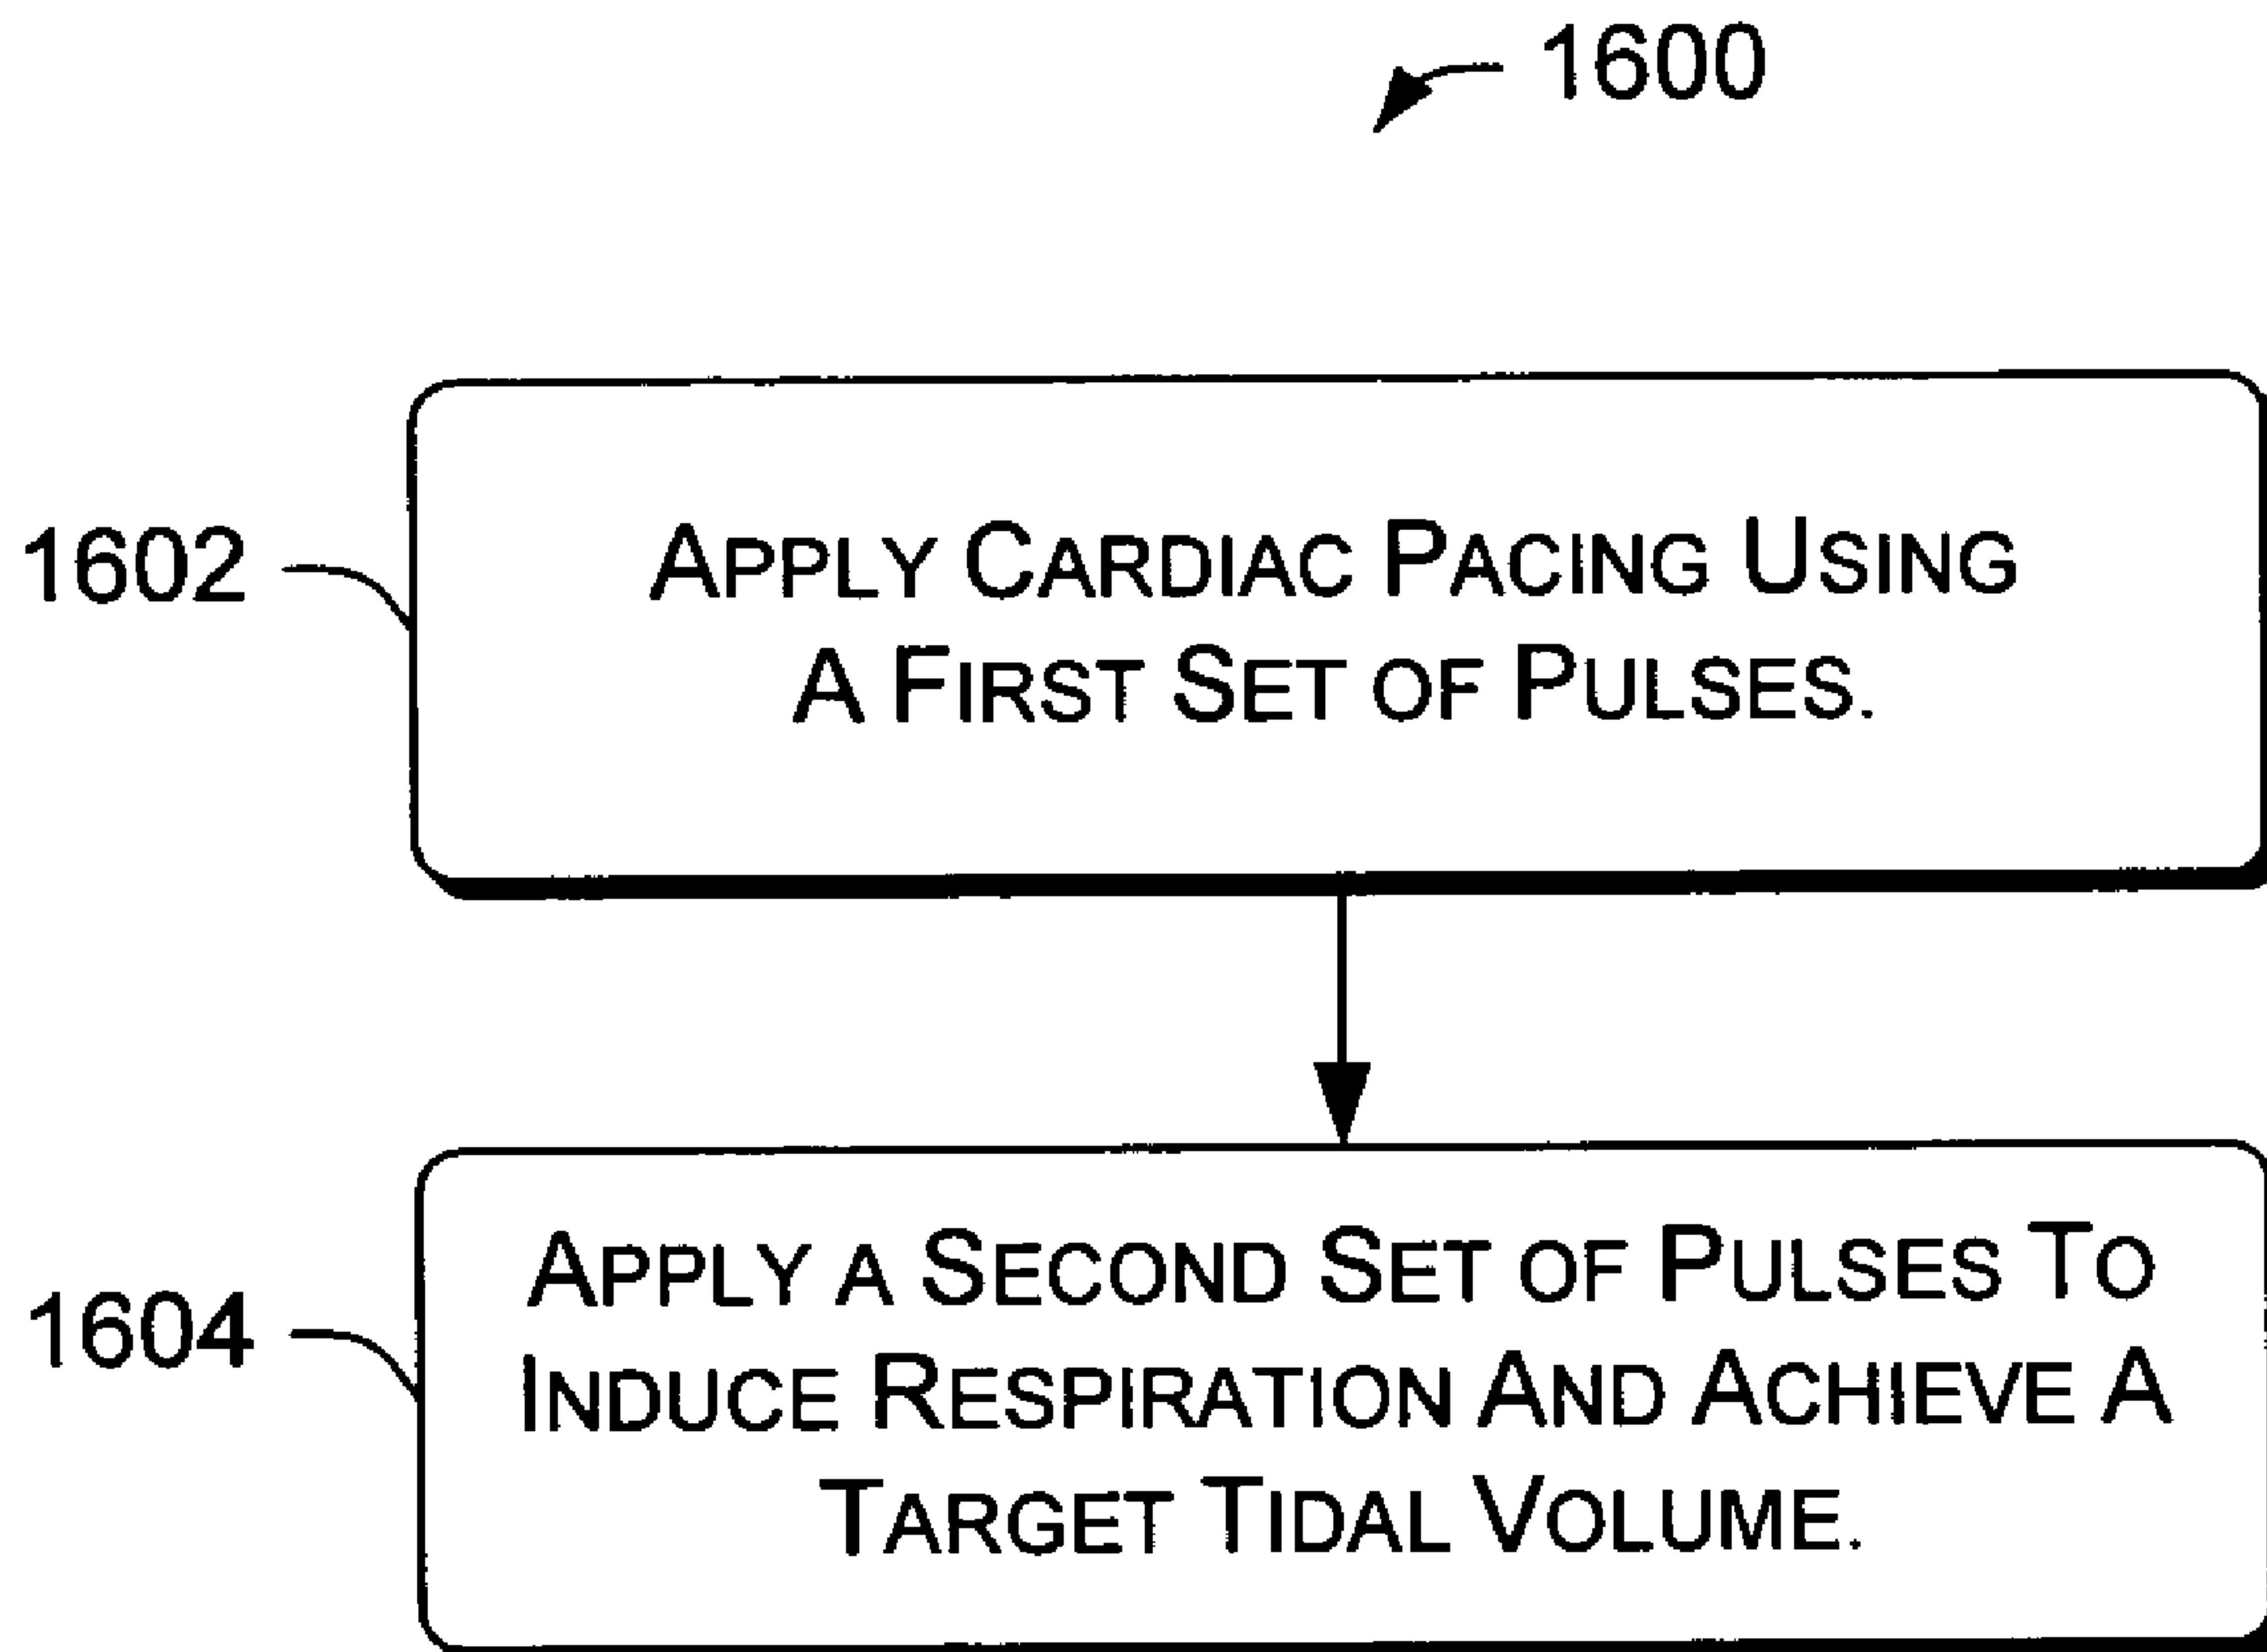 1600
1602
APPLY CARDIAC PACING USING
A FIRST SET OF PULSES.
1604
APPLY A SECOND SET OF PULSES TO
INDUCE RESPIRATION AND ACHIEVE A
TARGET TIDAL VOLUME.